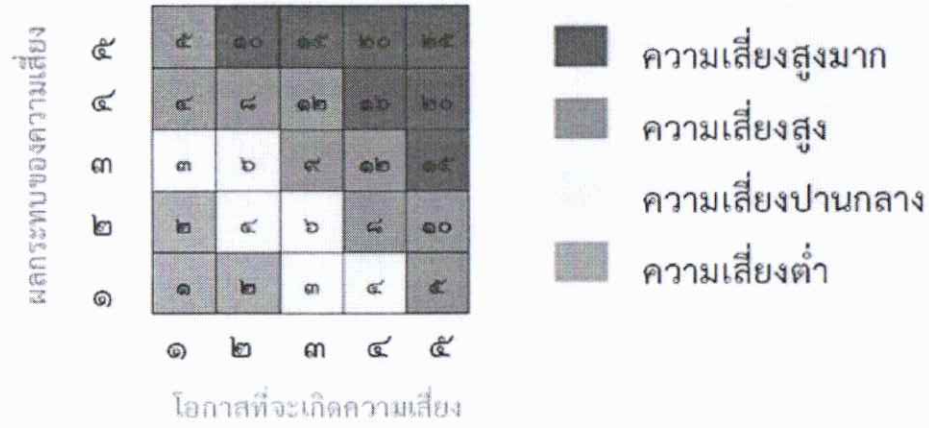 ผลกระทบของความเสี่ยง
๕ ๕ ๑๐ ๑๕ ๒๐ ๒๕
๔ ๔ ๘ ๑๒ ๑๖ ๒๐
๓ ๓ ๖ ๙ ๑๒ ๑๕
๒ ๒ ๔ ๖ ๘ ๑๐
๑ ๑ ๒ ๓ ๔ ๕
๑ ๒ ๓ ๔ ๕
โอกาสที่จะเกิดความเสี่ยง
ความเสี่ยงสูงมาก
ความเสี่ยงสูง
ความเสี่ยงปานกลาง
ความเสี่ยงต่ำ